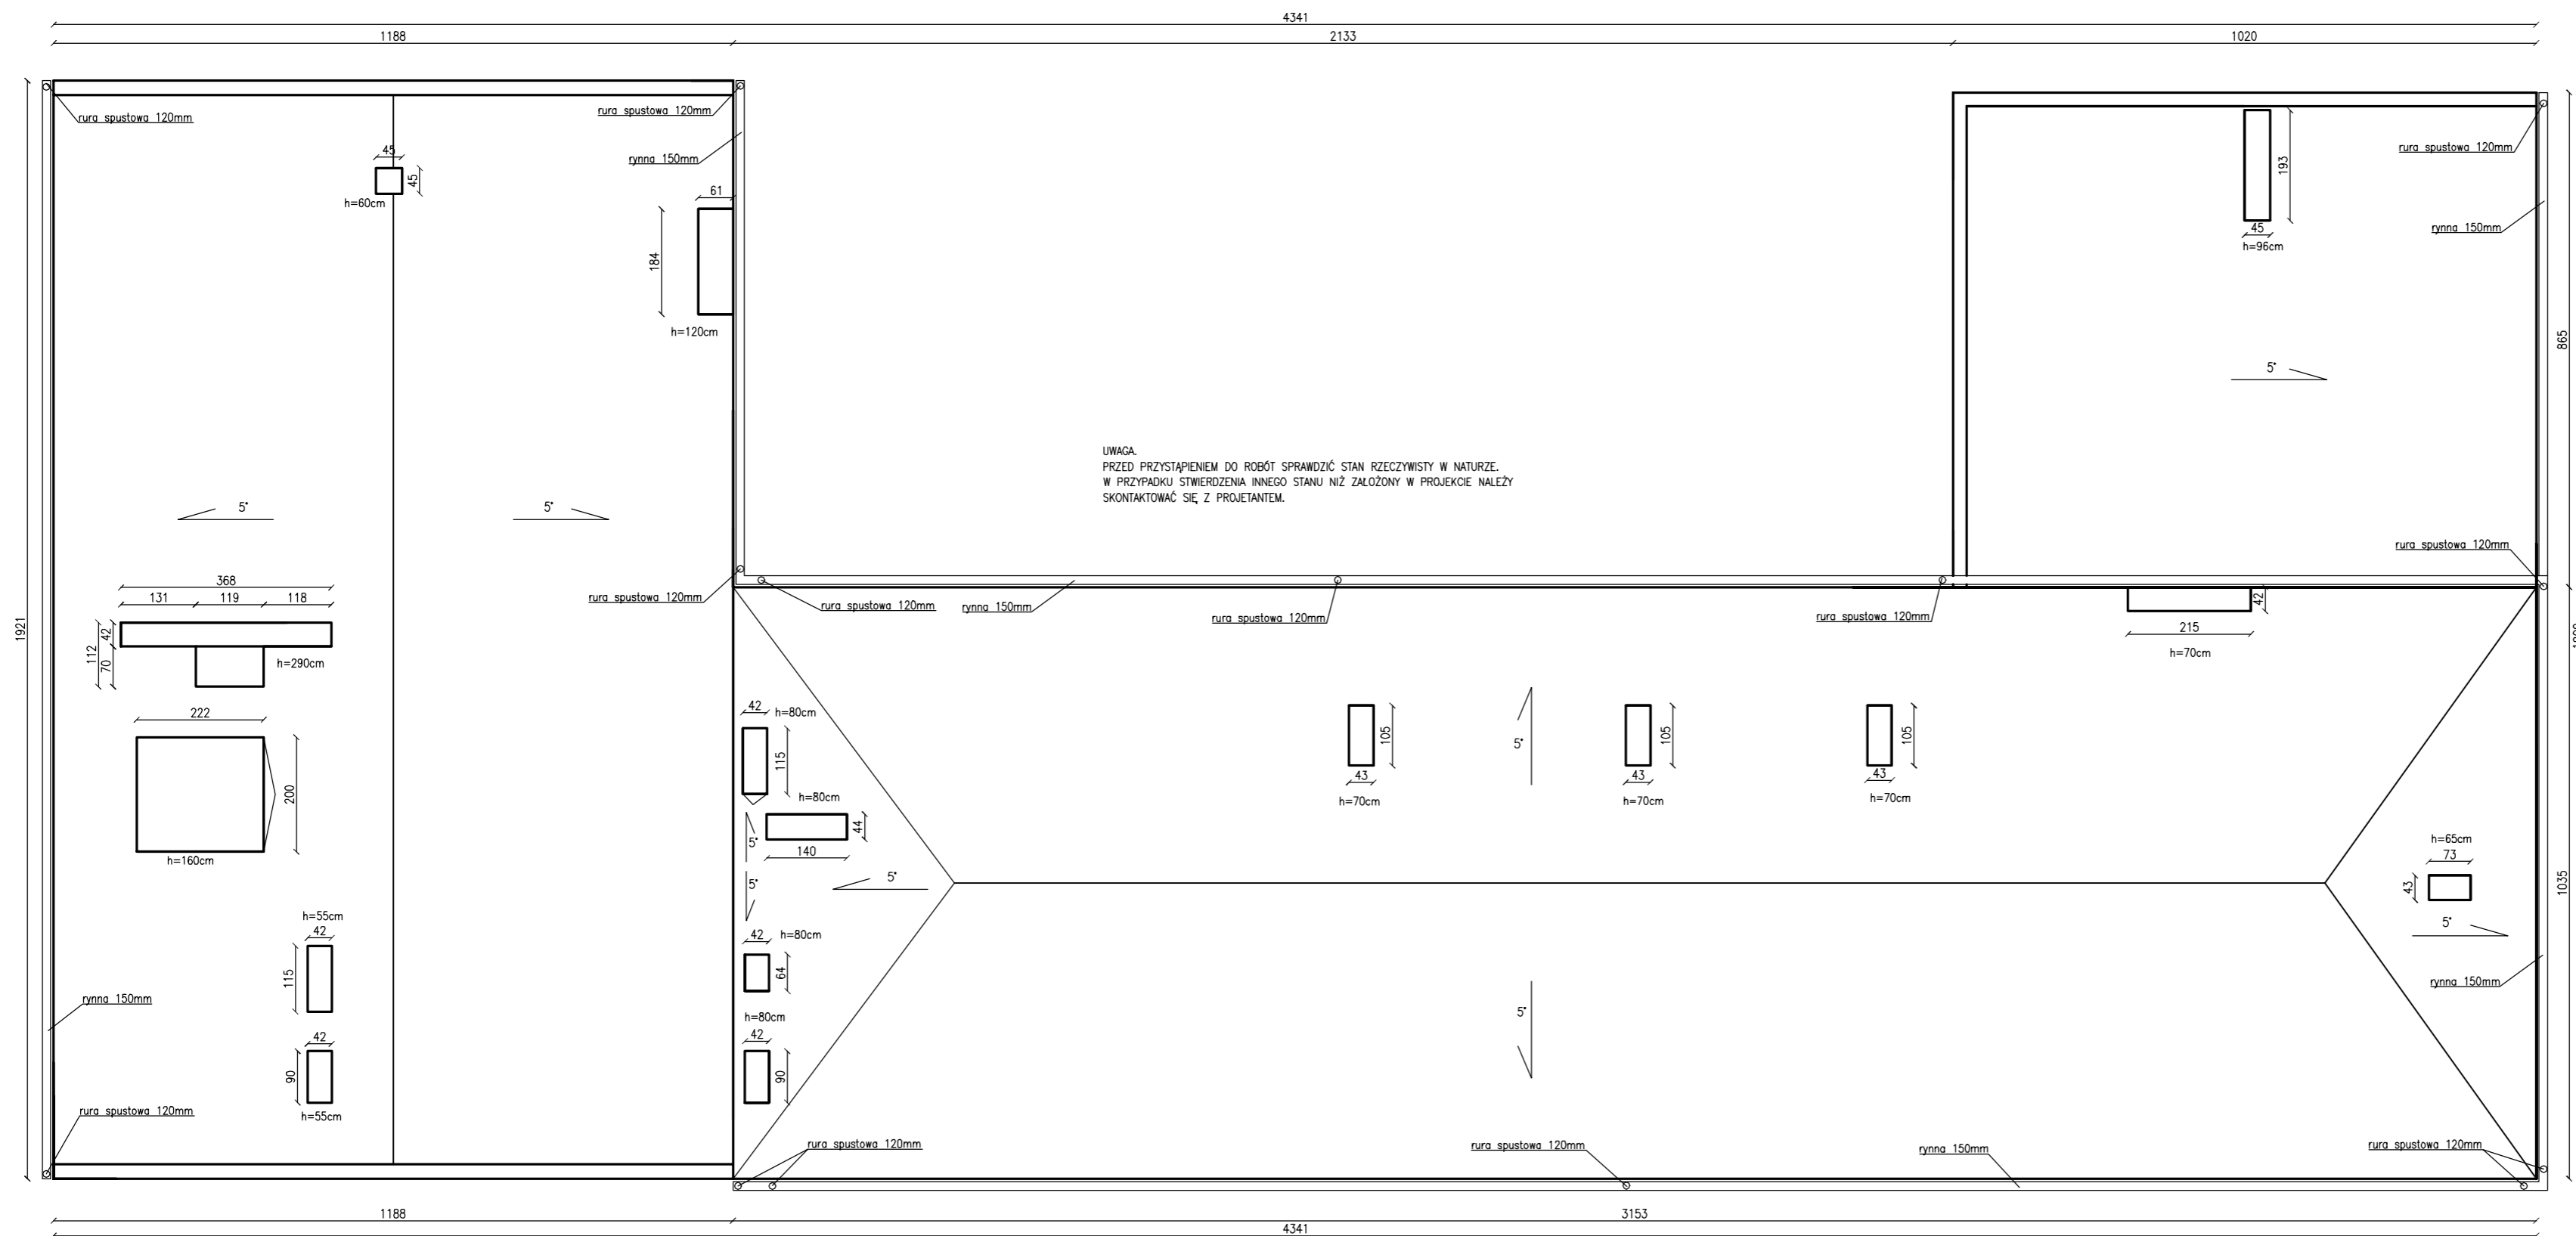 4341
1188
2133
1020
rura spustowa 120mm
rura spustowa 120mm
rynna 150mm
45
45
h=60cm
61
184
h=120cm
rura spustowa 120mm
193
rynna 150mm
45
h=96cm
865
5°
5°
5°
UWAGA.
PRZED PRZYSTĄPIENIEM DO ROBÓT SPRAWDZIĆ STAN RZECZYWISTY W NATURZE.
W PRZYPADKU STWIERDZENIA INNEGO STANU NIŻ ZAŁOŻONY W PROJEKCIE NALEŻY
SKONTAKTOWAĆ SIĘ Z PROJETANTEM.
rura spustowa 120mm
368
131
119
118
1921
112
42
70
h=290cm
rura spustowa 120mm
rura spustowa 120mm
rynna 150mm
rura spustowa 120mm
rura spustowa 120mm
42
215
h=70cm
222
200
h=160cm
42
h=80cm
115
h=80cm
44
140
5°
5°
5°
5°
105
43
h=70cm
105
43
h=70cm
105
43
h=70cm
h=65cm
73
43
5°
1035
h=55cm
42
115
42
90
h=55cm
42
h=80cm
64
h=80cm
42
90
5°
rynna 150mm
rynna 150mm
rura spustowa 120mm
rura spustowa 120mm
rura spustowa 120mm
rynna 150mm
rura spustowa 120mm
1188
3153
4341